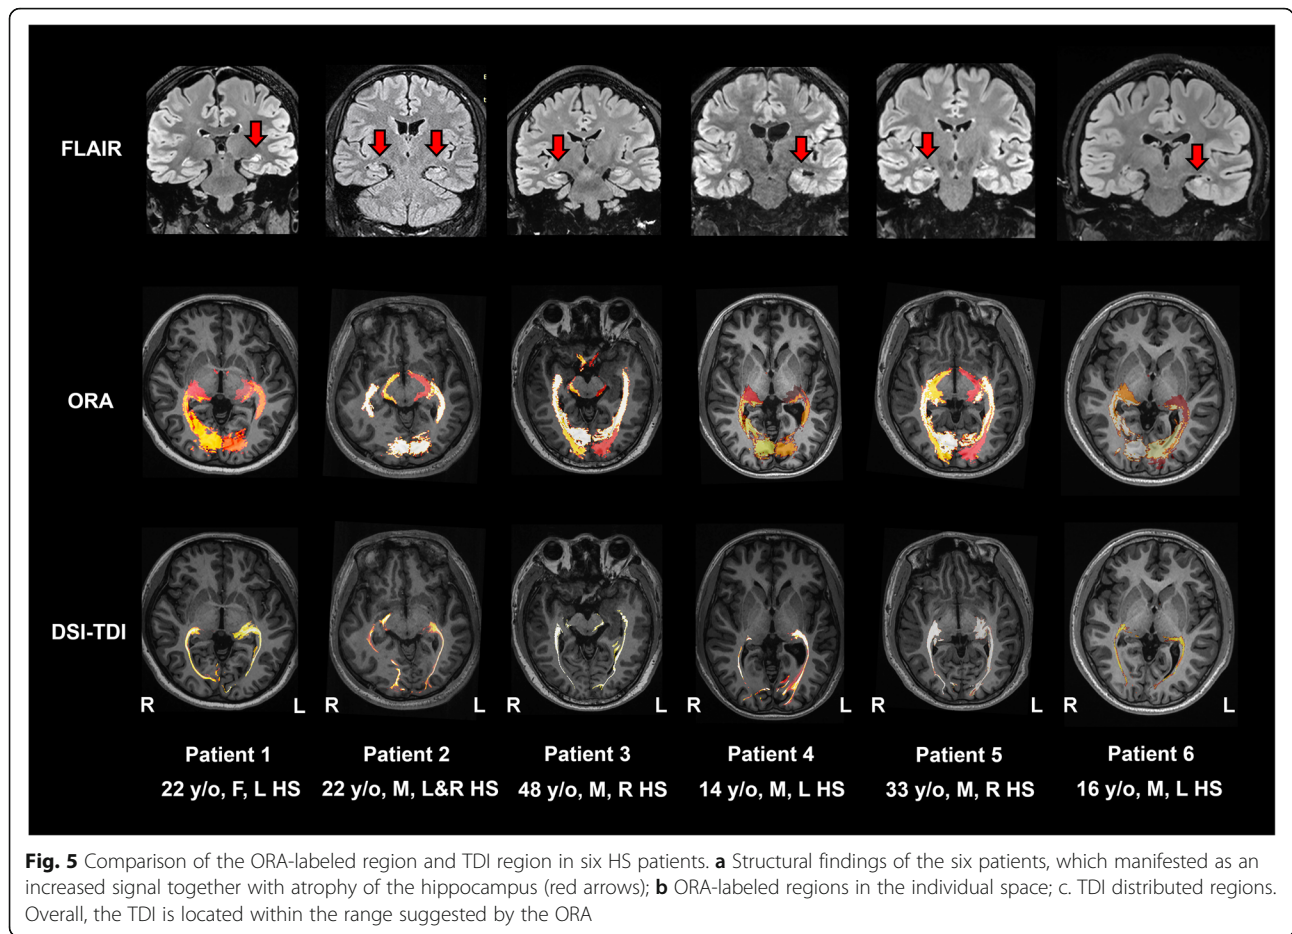 FLAIR
ORA
DSI-TDI
R L R L R L R L R L R L
Patient 1 Patient 2 Patient 3 Patient 4 Patient 5 Patient 6
22 y/o, F, L HS 22 y/o, M, L&R HS 48 y/o, M, R HS 14 y/o, M, L HS 33 y/o, M, R HS 16 y/o, M, L HS
Fig. 5 Comparison of the ORA-labeled region and TDI region in six HS patients. a Structural findings of the six patients, which manifested as an
increased signal together with atrophy of the hippocampus (red arrows); b ORA-labeled regions in the individual space; c. TDI distributed regions.
Overall, the TDI is located within the range suggested by the ORA